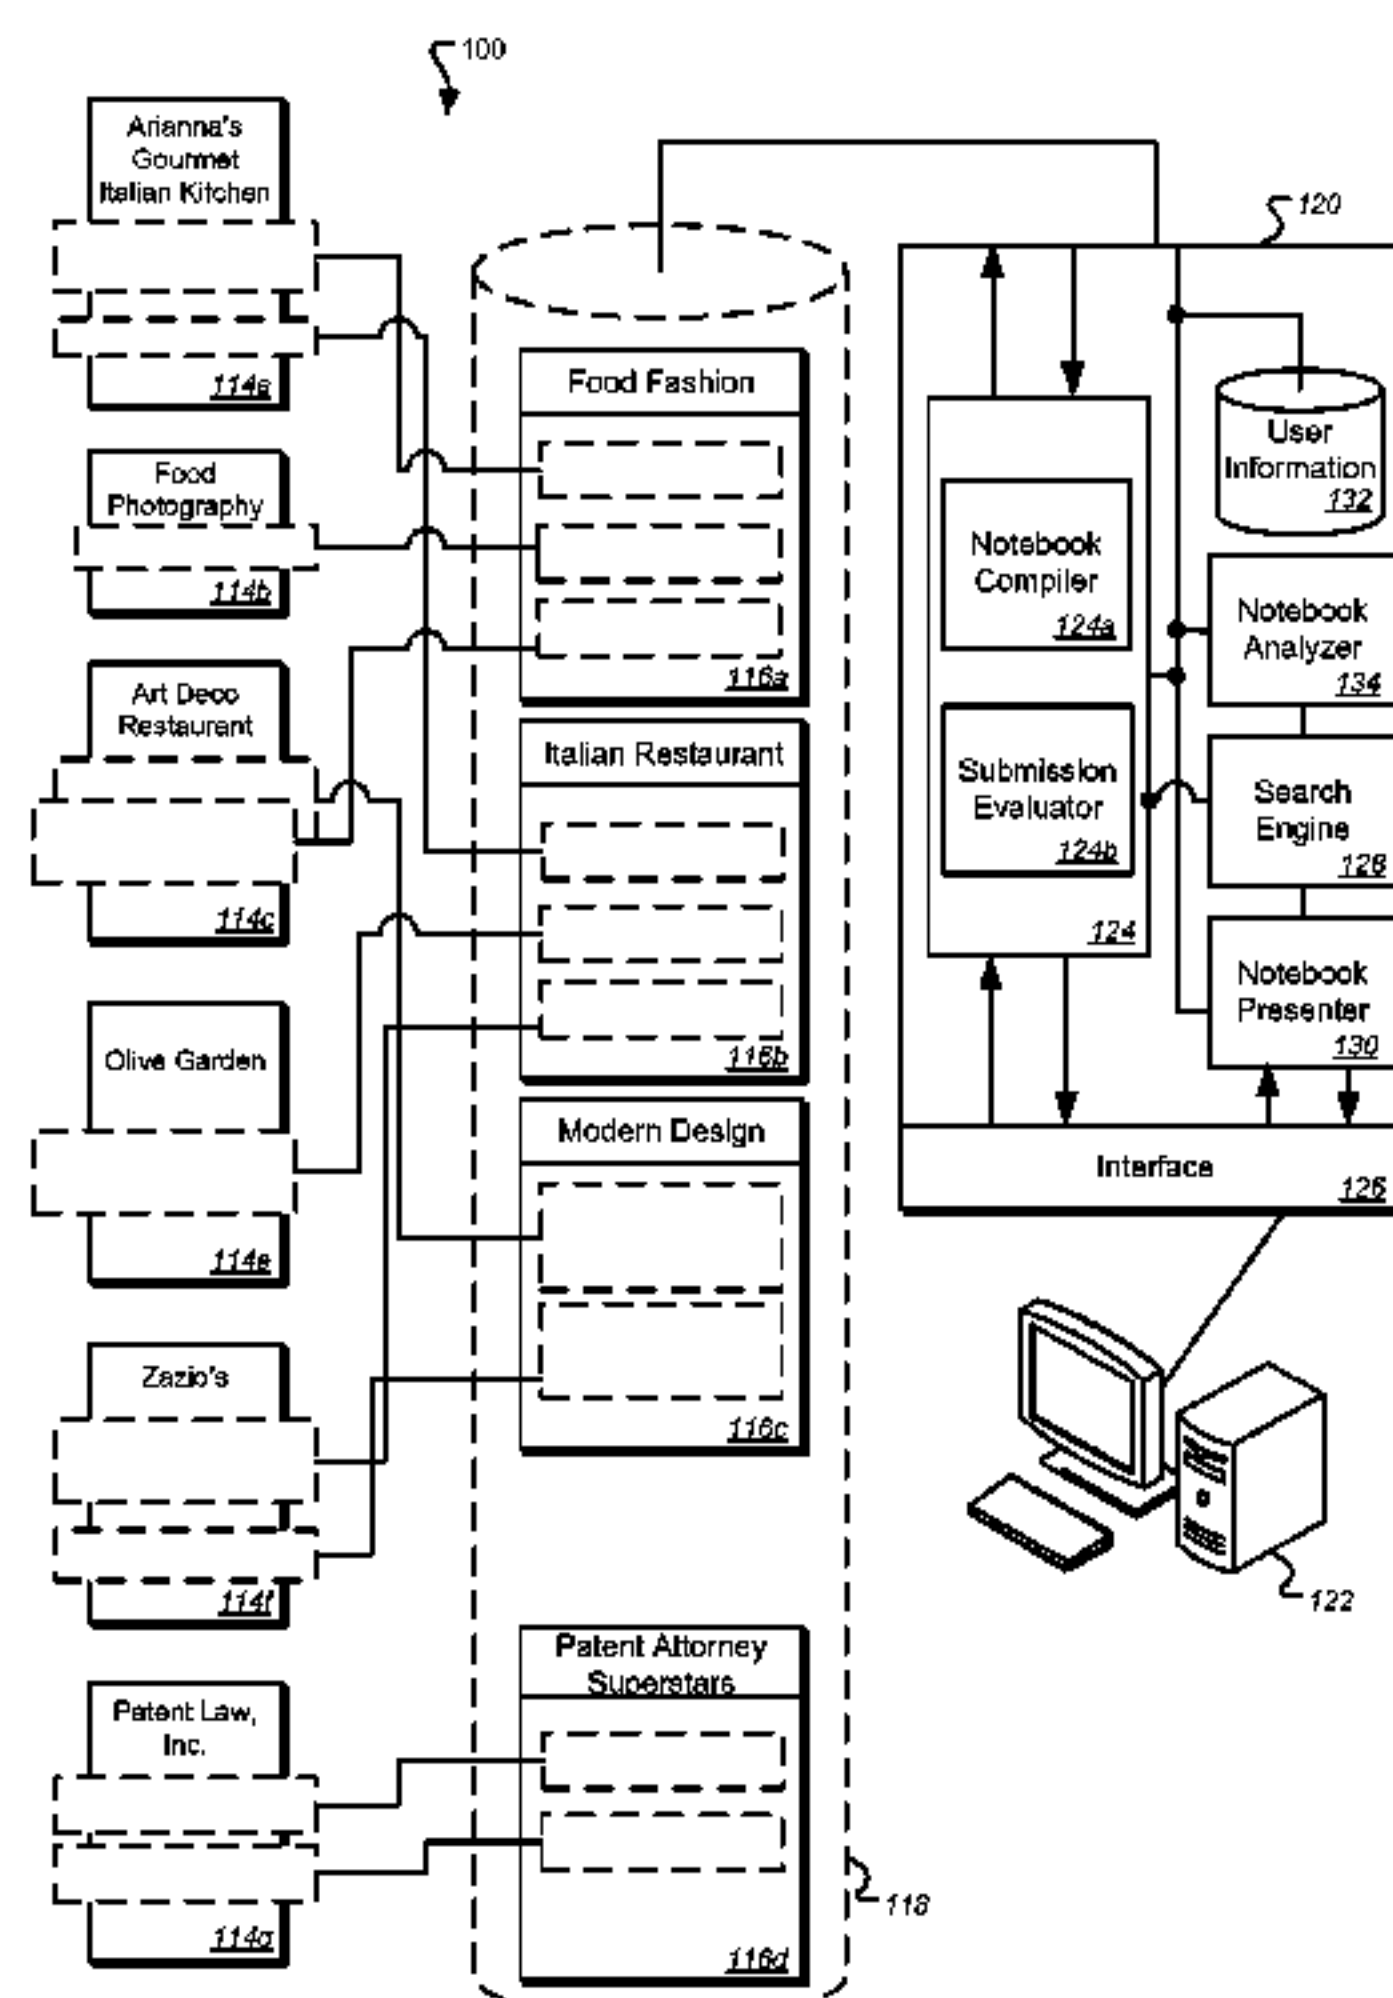 100
Arianna's
Gourmet
Italian Kitchen
114a
Food
Photography
114b
Art Deco
Restaurant
114c
Olive Garden
114e
Zazio's
114f
Patent Law,
Inc.
114g
Food Fashion
116a
Italian Restaurant
116b
Modern Design
116c
Patent Attorney
Superstars
116d
118
120
User
Information
132
Notebook
Compiler
124a
Submission
Evaluator
124b
124
Notebook
Analyzer
134
Search
Engine
Notebook
Presenter
130
Interface
126
122